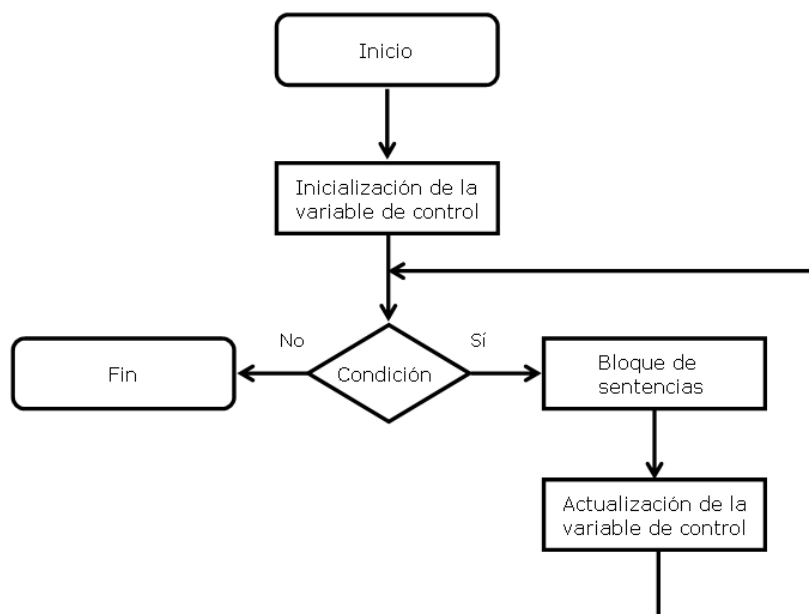 Inicio
Inicialización de la
variable de control
No
Sí
Fin
Condición
Bloque de
sentencias
Actualización de la
variable de control